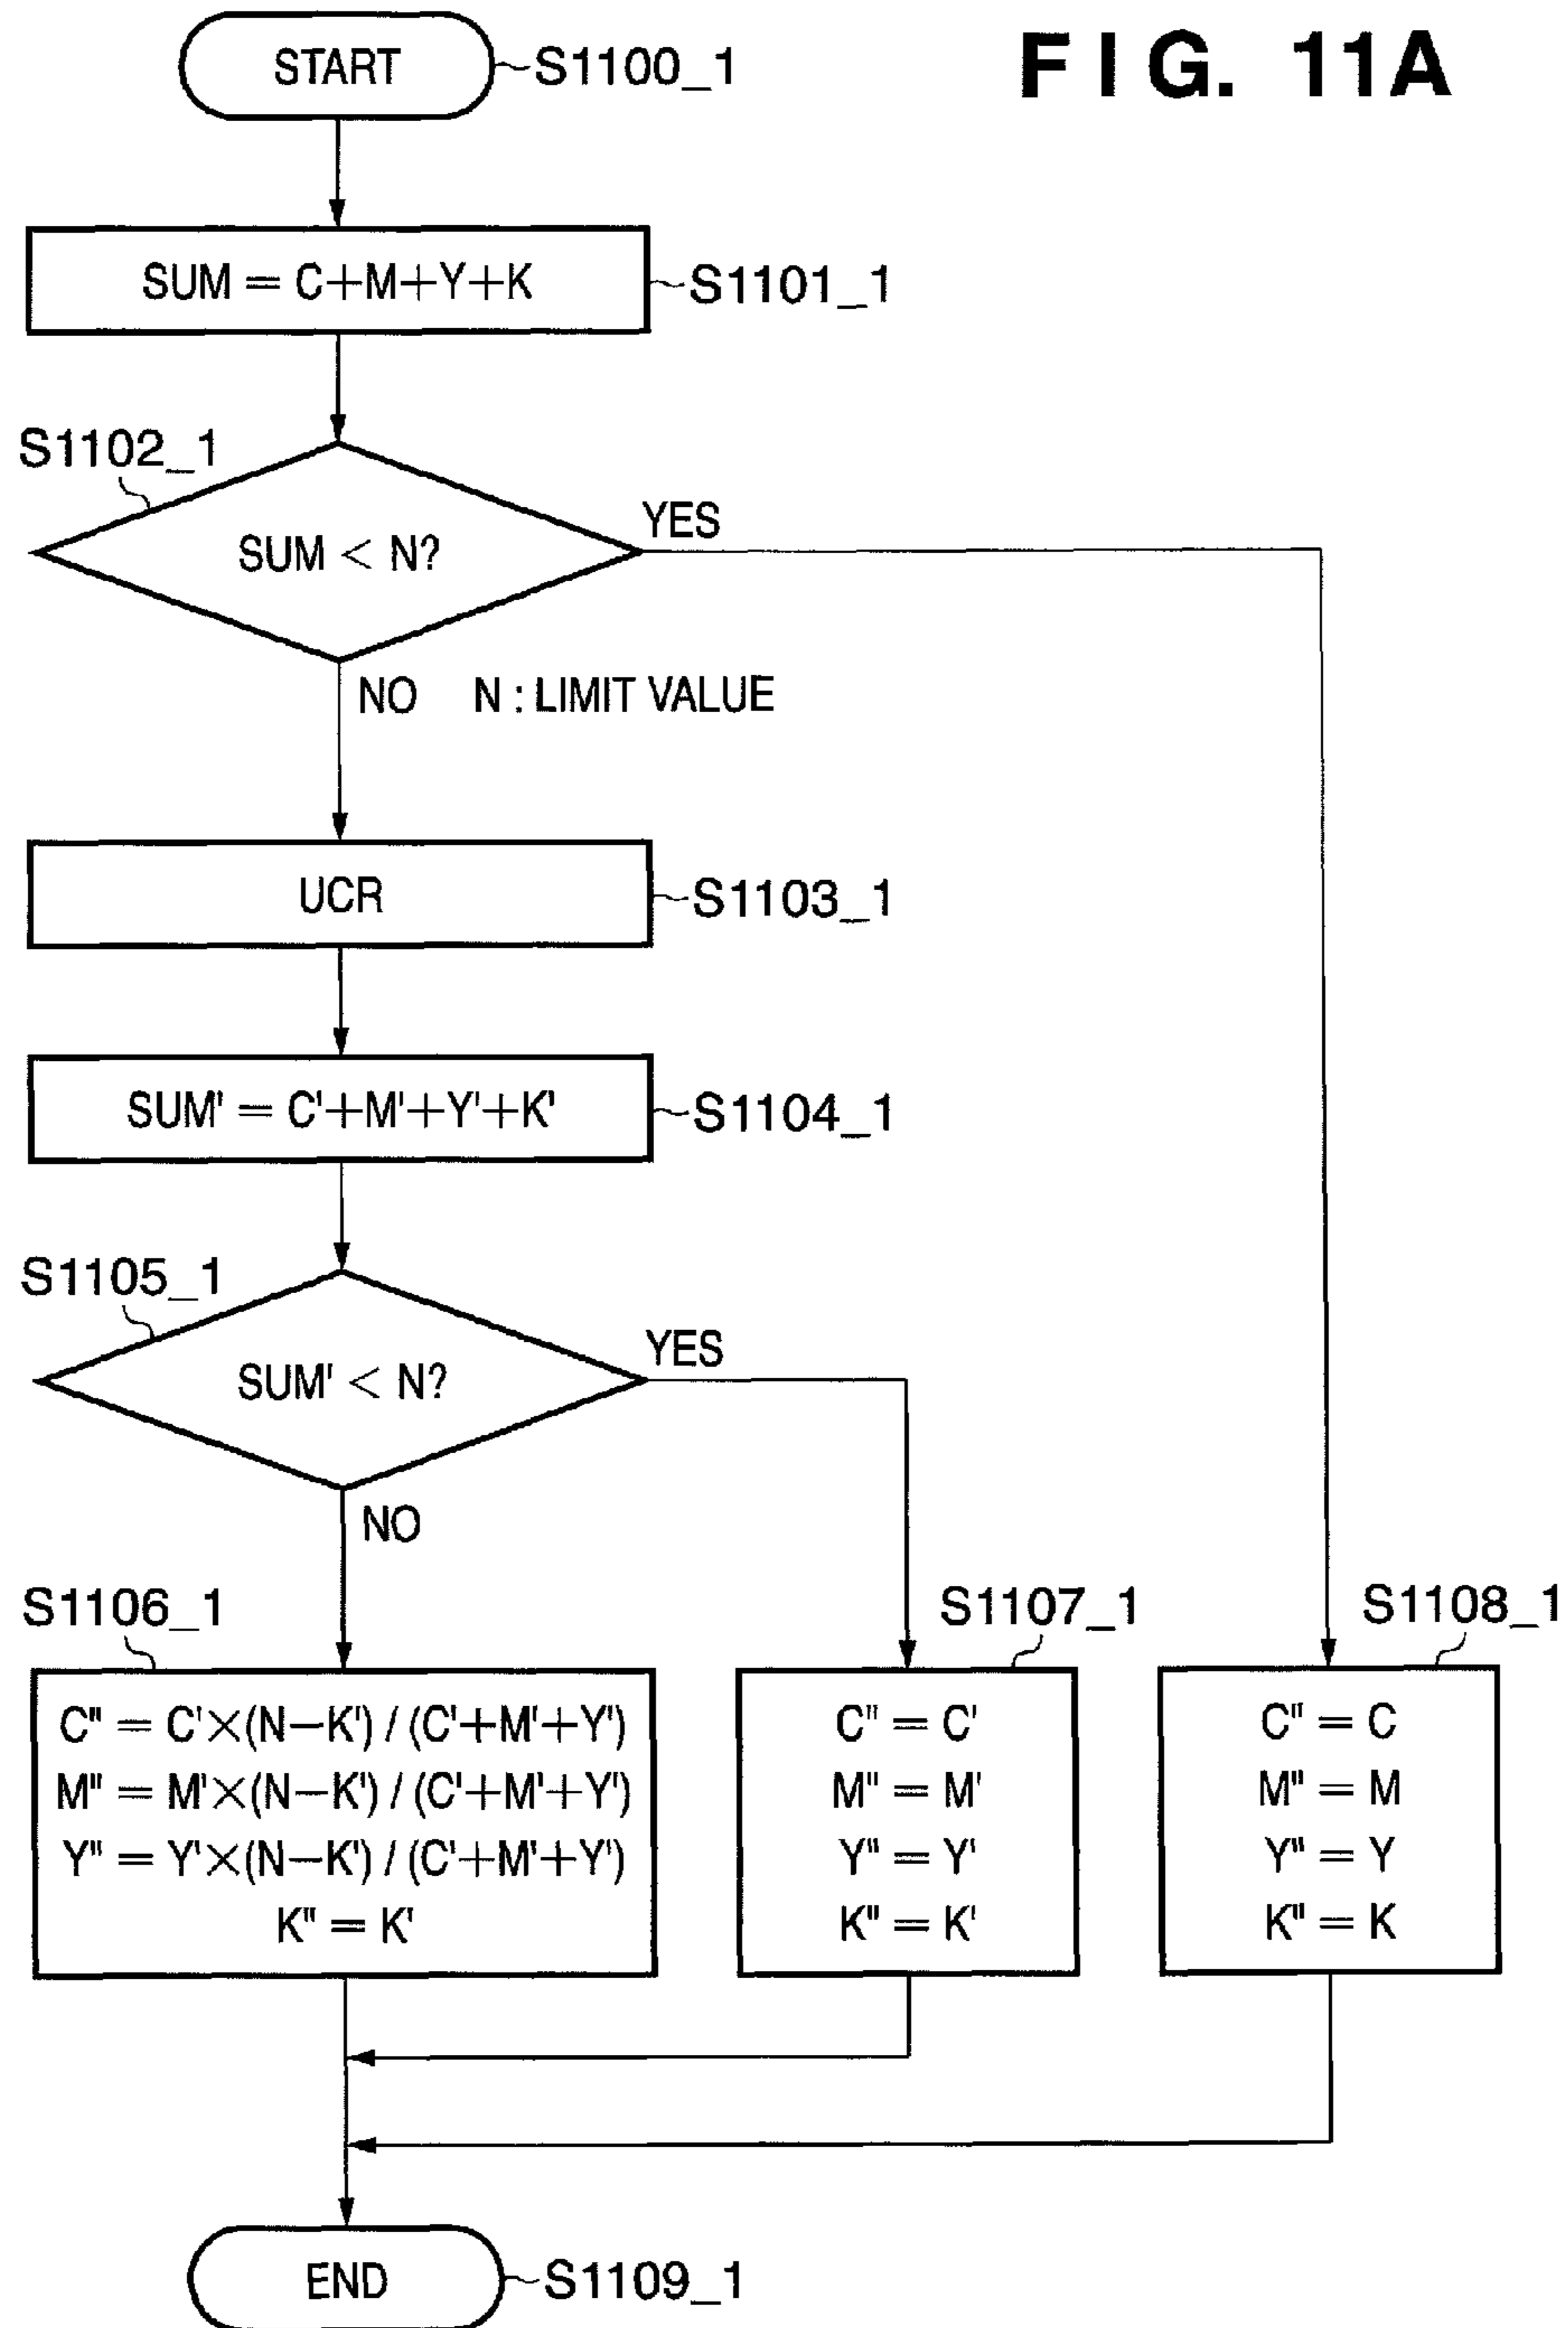 FIG. 11A
START
S1100_1
SUM = C+M+Y+K
S1101_1
S1102_1
SUM < N?
YES
NO
N : LIMIT VALUE
UCR
S1103_1
SUM' = C'+M'+Y'+K'
S1104_1
S1105_1
SUM' < N?
YES
NO
S1106_1
C" = C'×(N−K') / (C'+M'+Y')
M" = M'×(N−K') / (C'+M'+Y')
Y" = Y'×(N−K') / (C'+M'+Y')
K" = K'
S1107_1
C" = C'
M" = M'
Y" = Y'
K" = K'
S1108_1
C" = C
M" = M
Y" = Y
K" = K
END
S1109_1